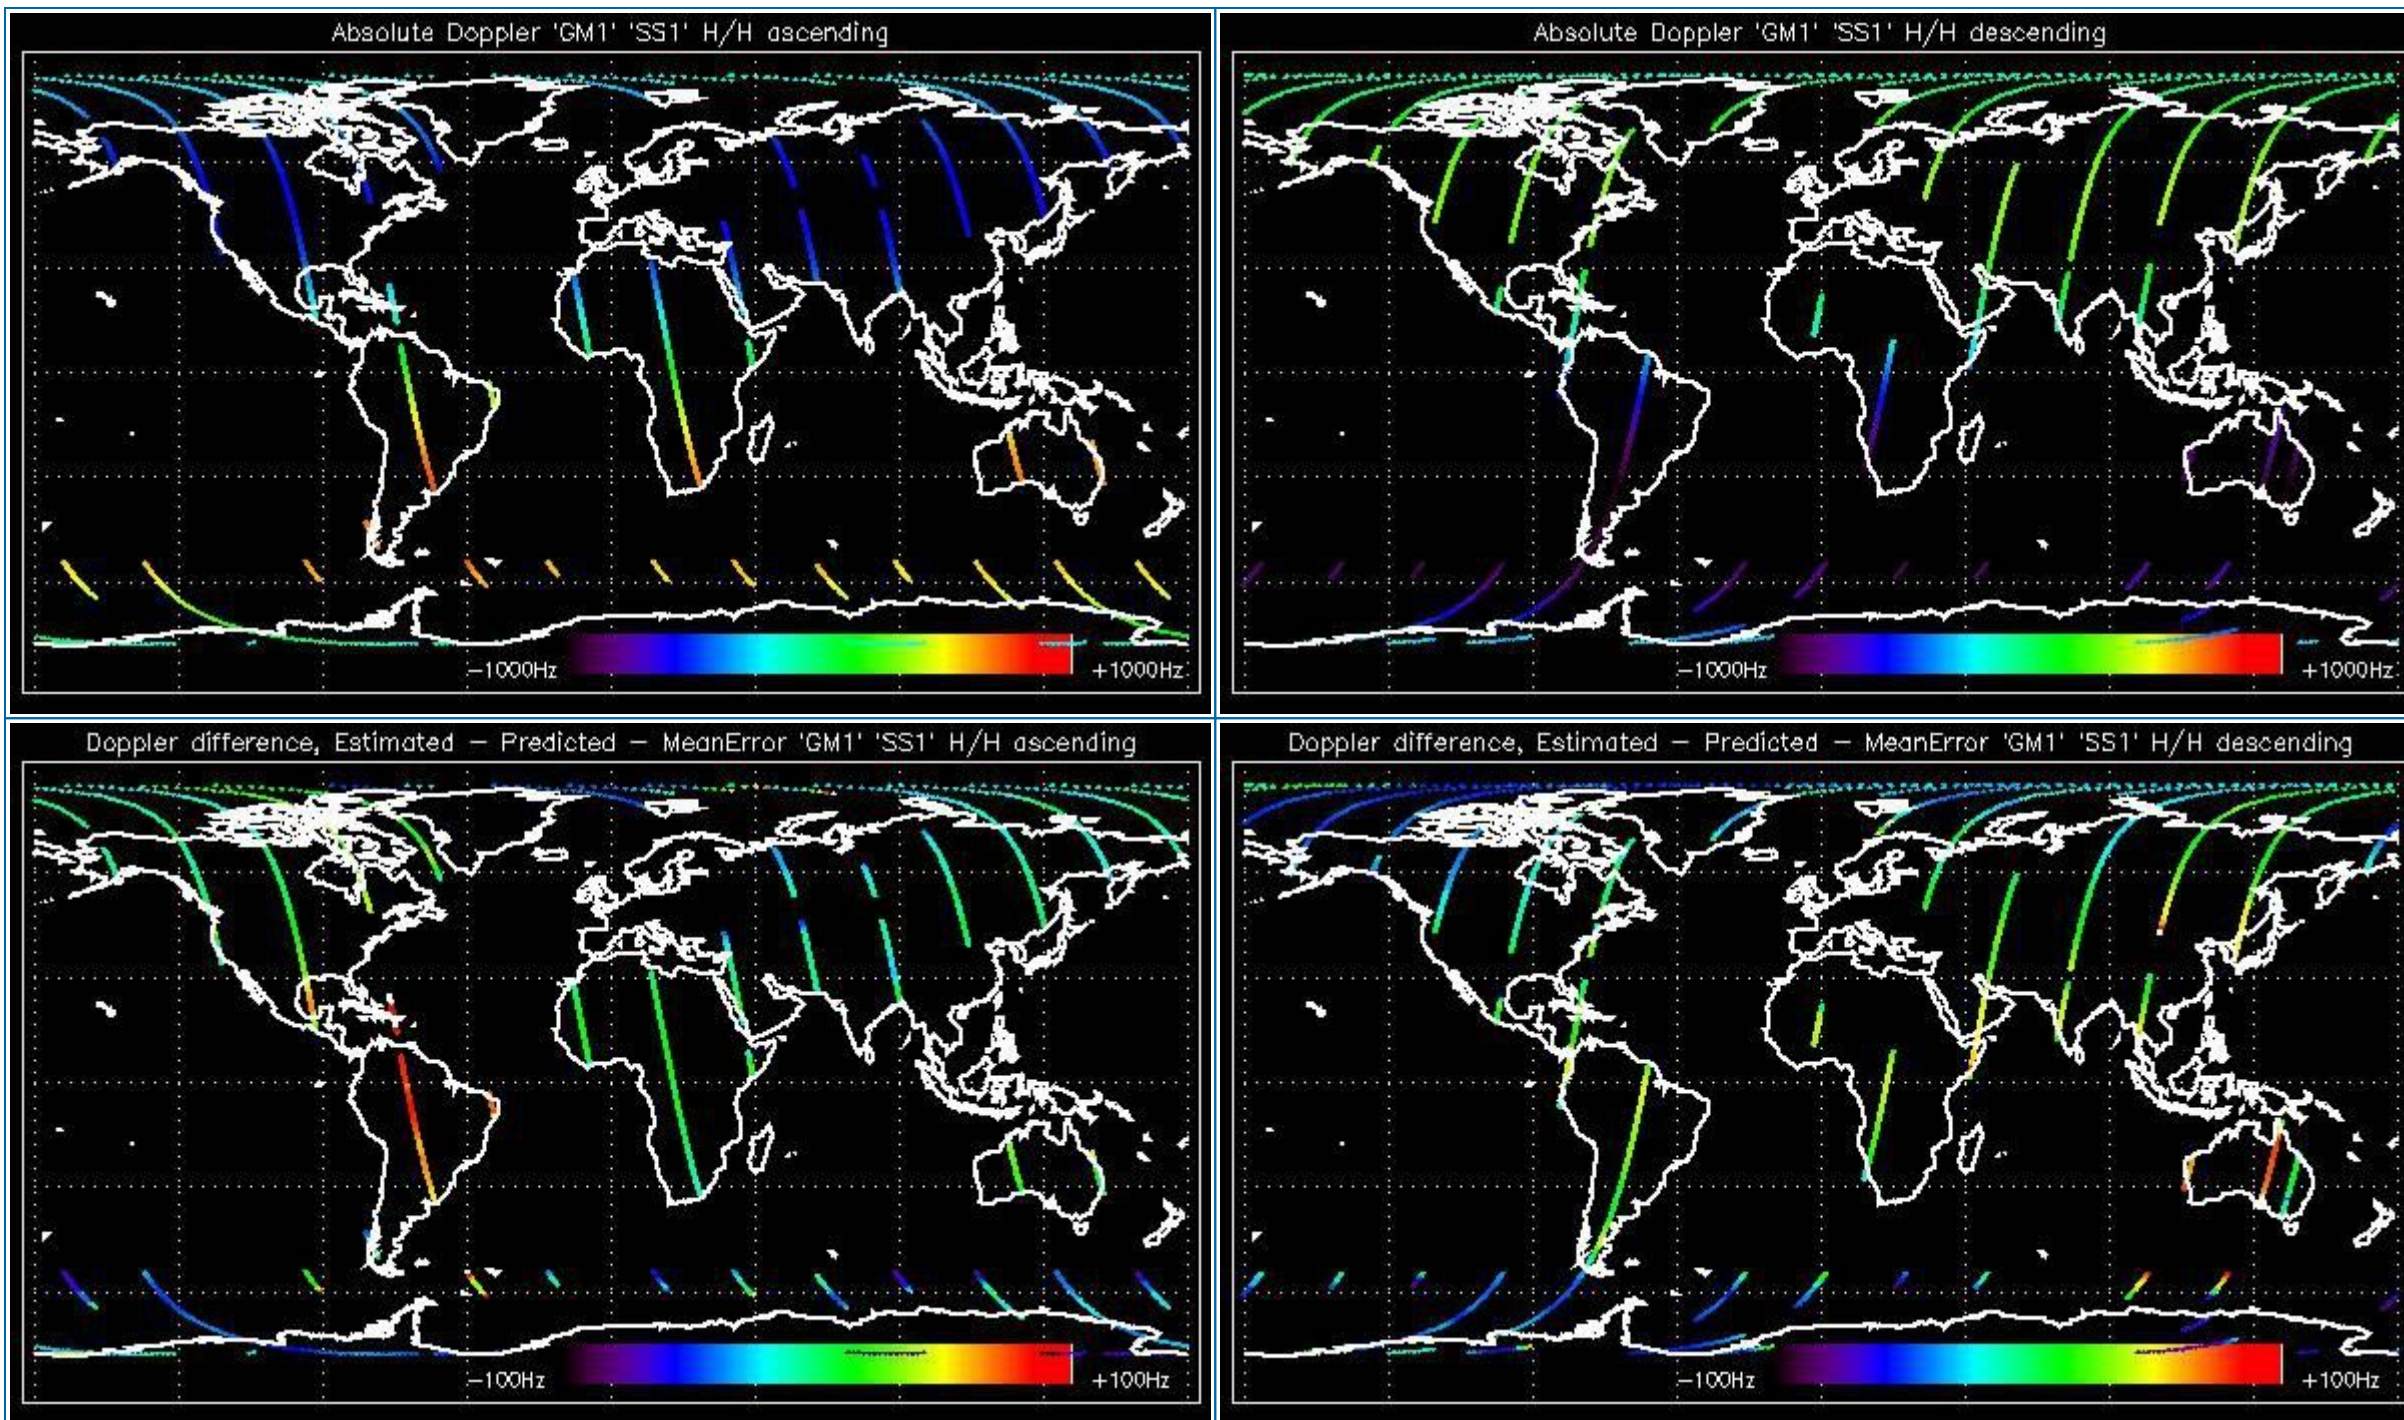 Absolute Doppler 'GM1' 'SS1' H/H ascending
-1000Hz +1000Hz
Absolute Doppler 'GM1' 'SS1' H/H descending
-1000Hz +1000Hz
Doppler difference, Estimated - Predicted - MeanError 'GM1' 'SS1' H/H ascending
-100Hz +100Hz
Doppler difference, Estimated - Predicted - MeanError 'GM1' 'SS1' H/H descending
-100Hz +100Hz